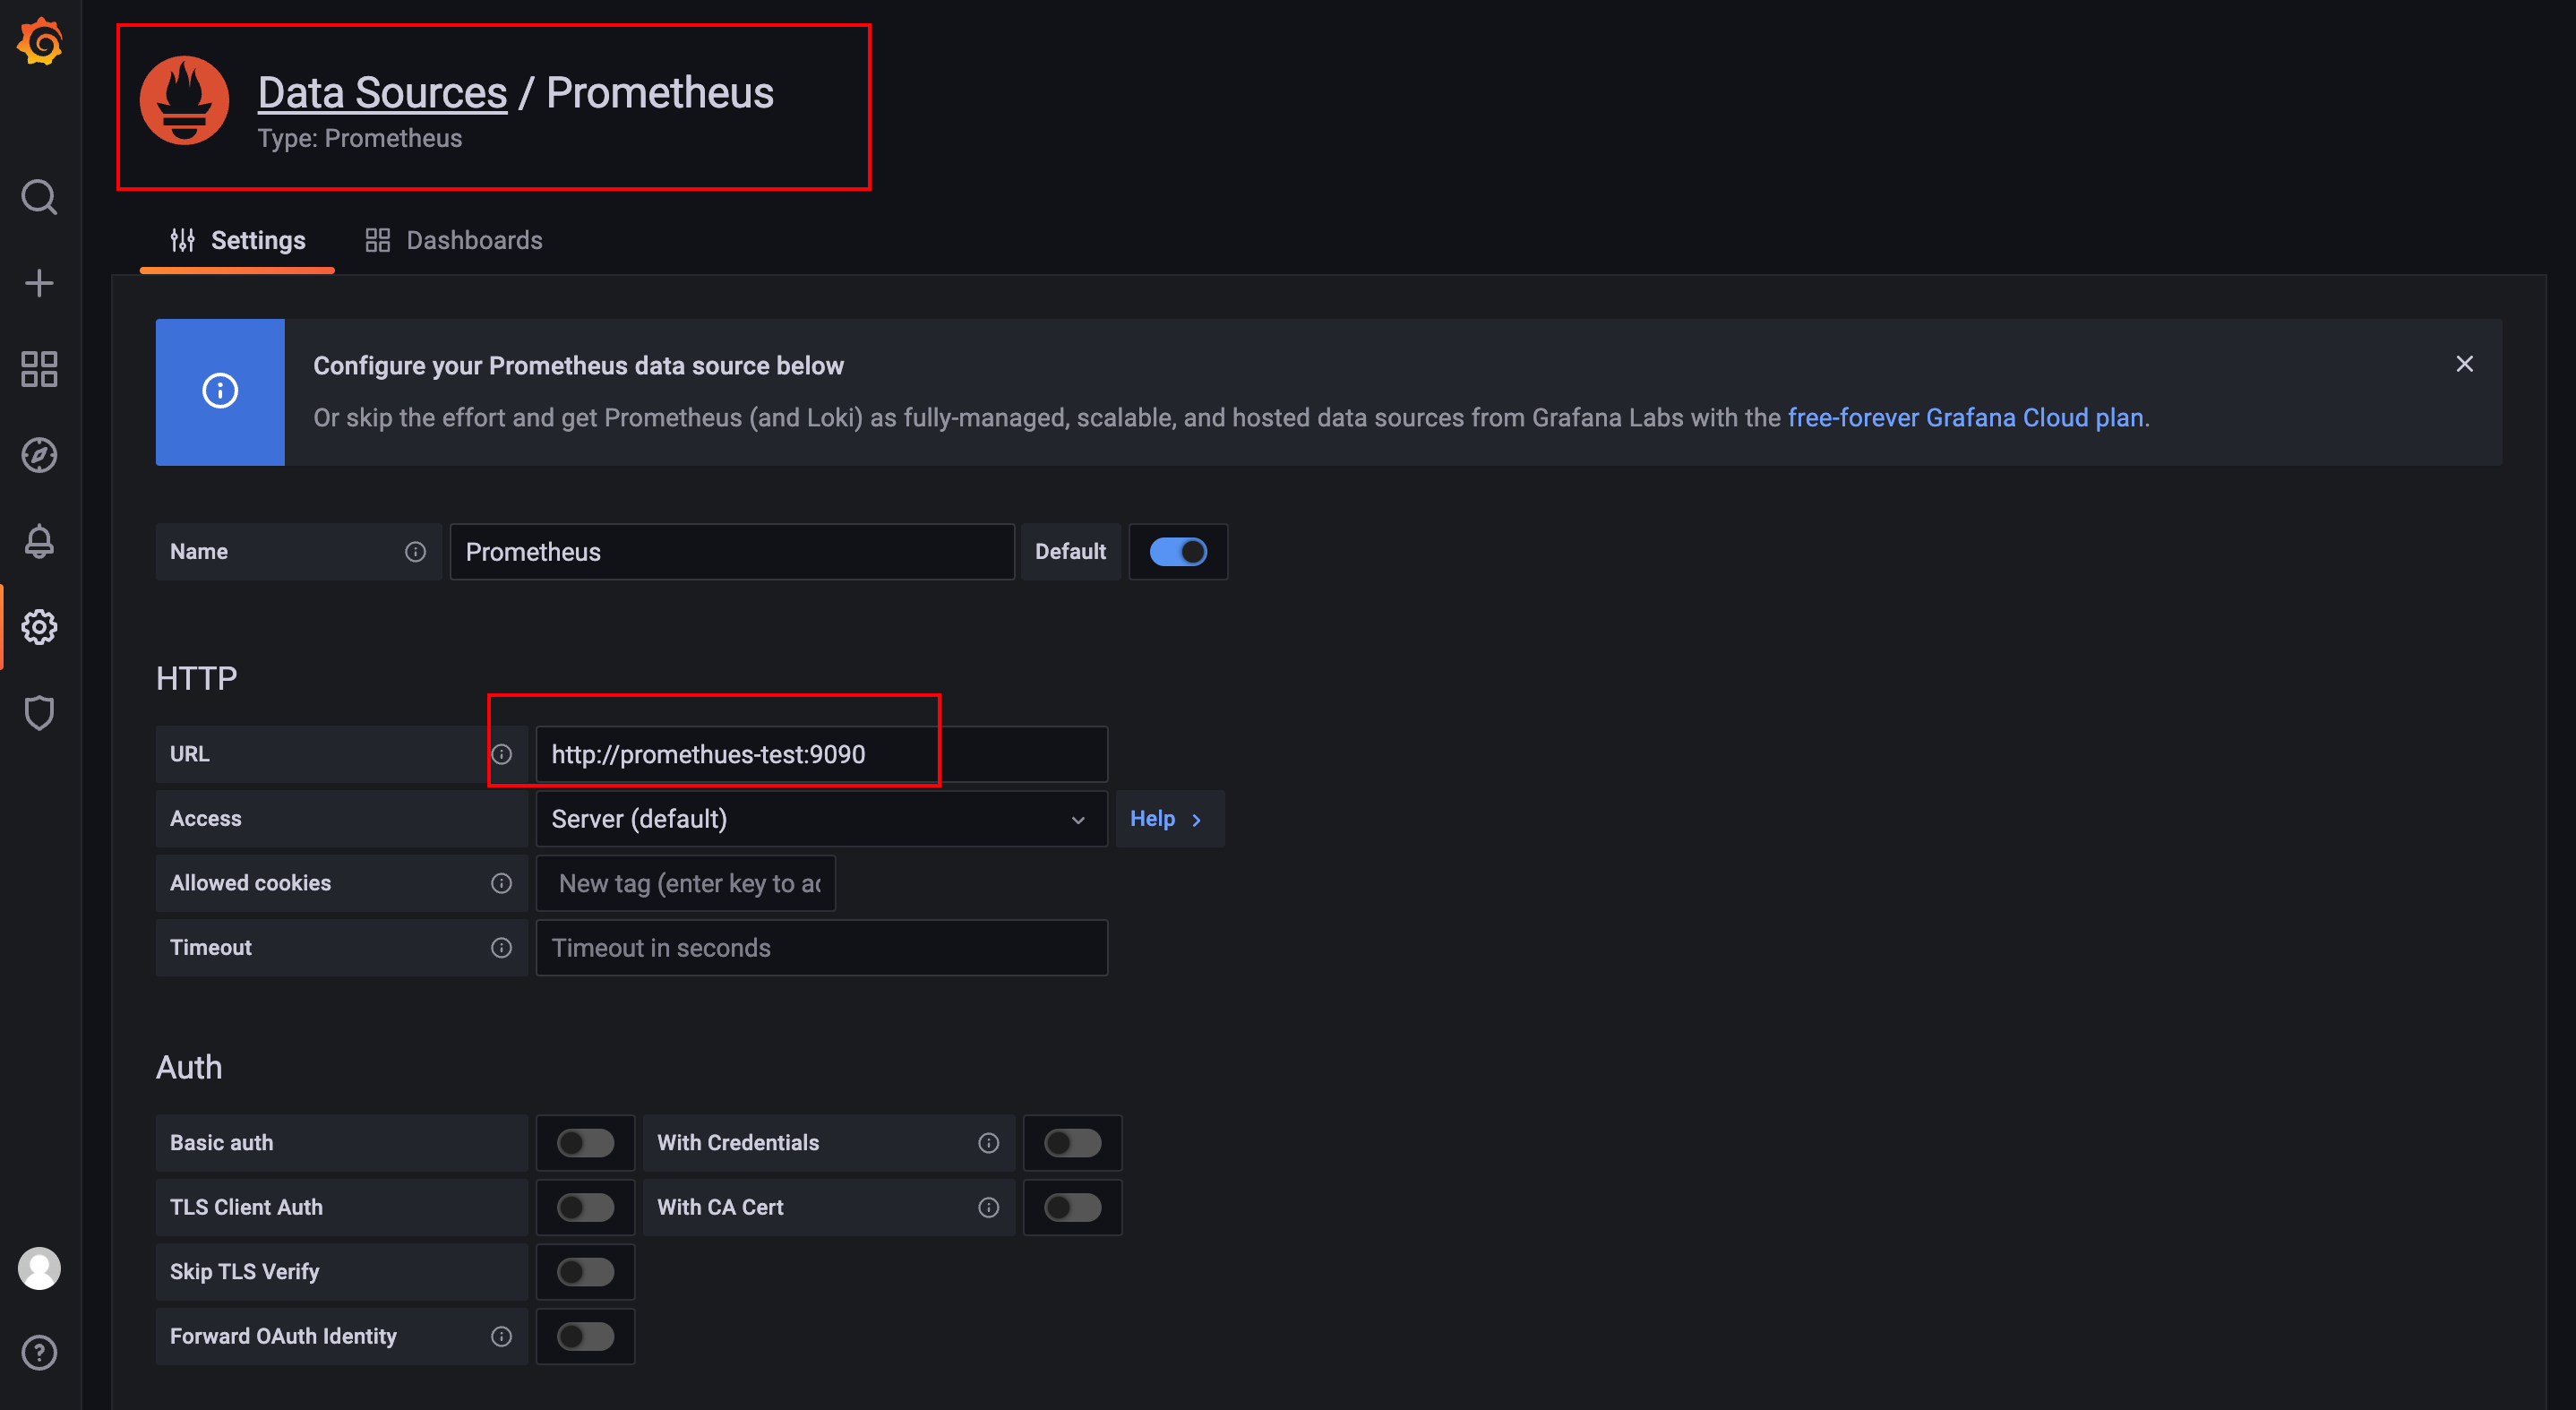 Data Sources / Prometheus
Type: Prometheus
Settings
Dashboards
Configure your Prometheus data source below
Or skip the effort and get Prometheus (and Loki) as fully-managed, scalable, and hosted data sources from Grafana Labs with the free-forever Grafana Cloud plan.
Name
Prometheus
Default
HTTP
URL
http://promethues-test:9090
Access
Server (default)
Help
Allowed cookies
New tag (enter key to ac
Timeout
Timeout in seconds
Auth
Basic auth
With Credentials
TLS Client Auth
With CA Cert
Skip TLS Verify
Forward OAuth Identity